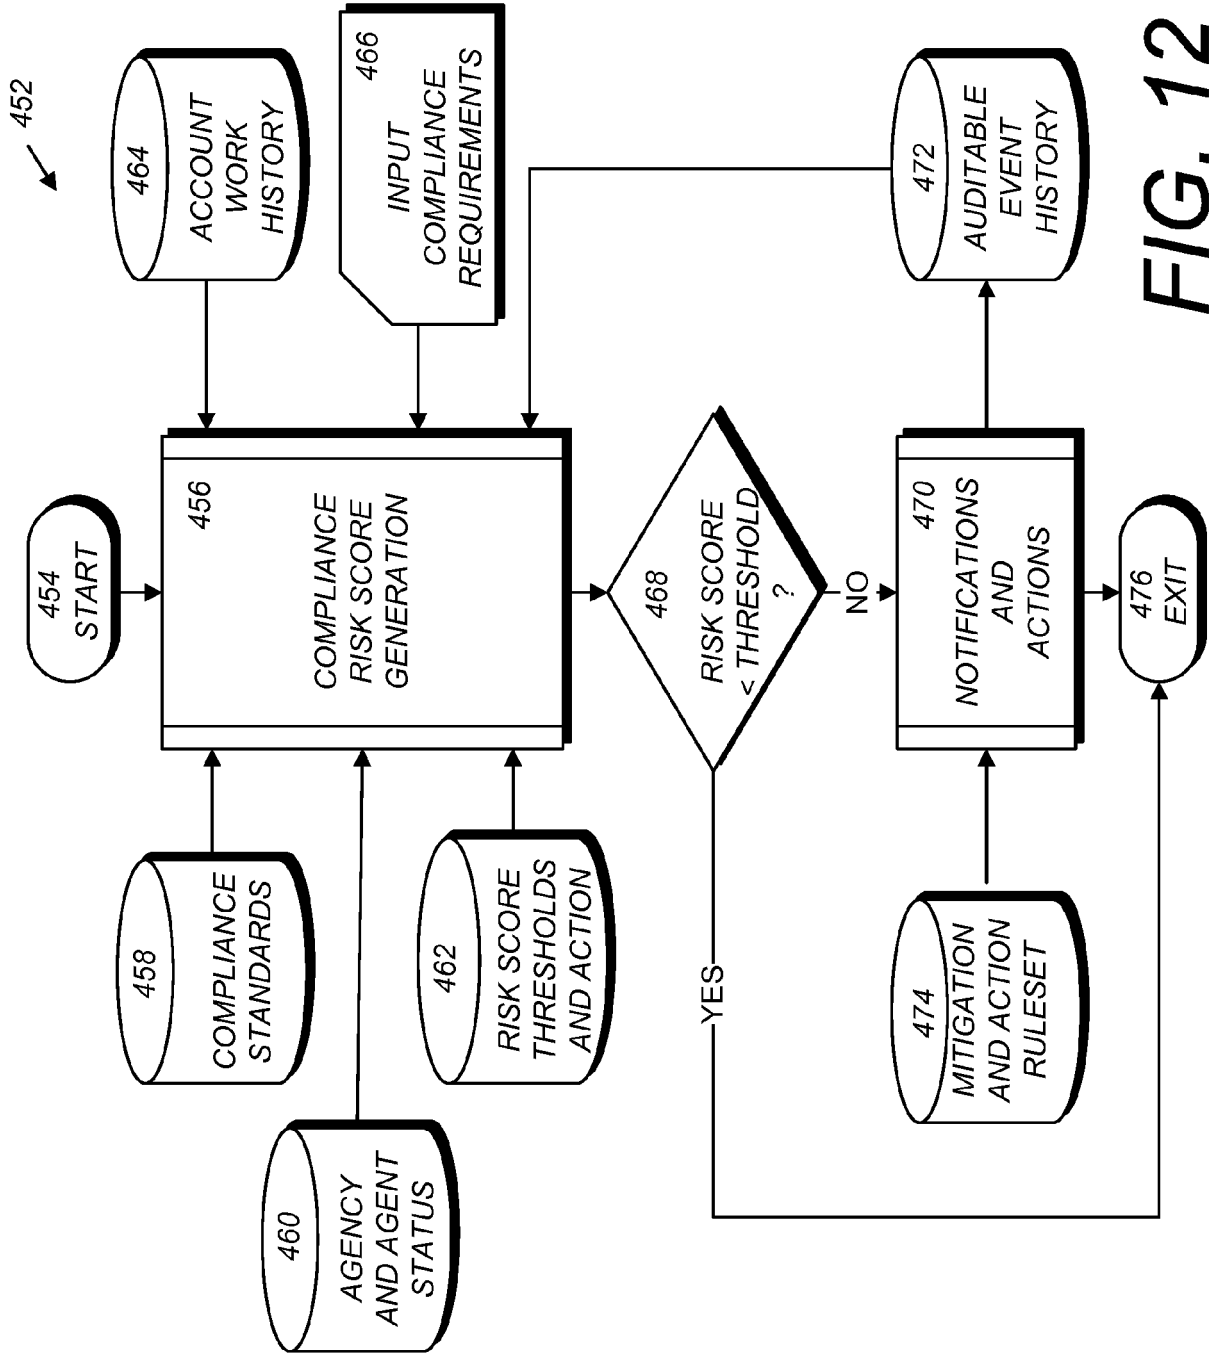 452
454
START
458
COMPLIANCE
STANDARDS
456
COMPLIANCE
RISK SCORE
GENERATION
464
ACCOUNT
WORK
HISTORY
460
AGENCY
AND AGENT
STATUS
466
INPUT
COMPLIANCE
REQUIREMENTS
462
RISK SCORE
THRESHOLDS
AND ACTION
468
RISK SCORE
< THRESHOLD
?
YES
NO
474
MITIGATION
AND ACTION
RULESET
470
NOTIFICATIONS
AND
ACTIONS
472
AUDITABLE
EVENT
HISTORY
476
EXIT
FIG. 12